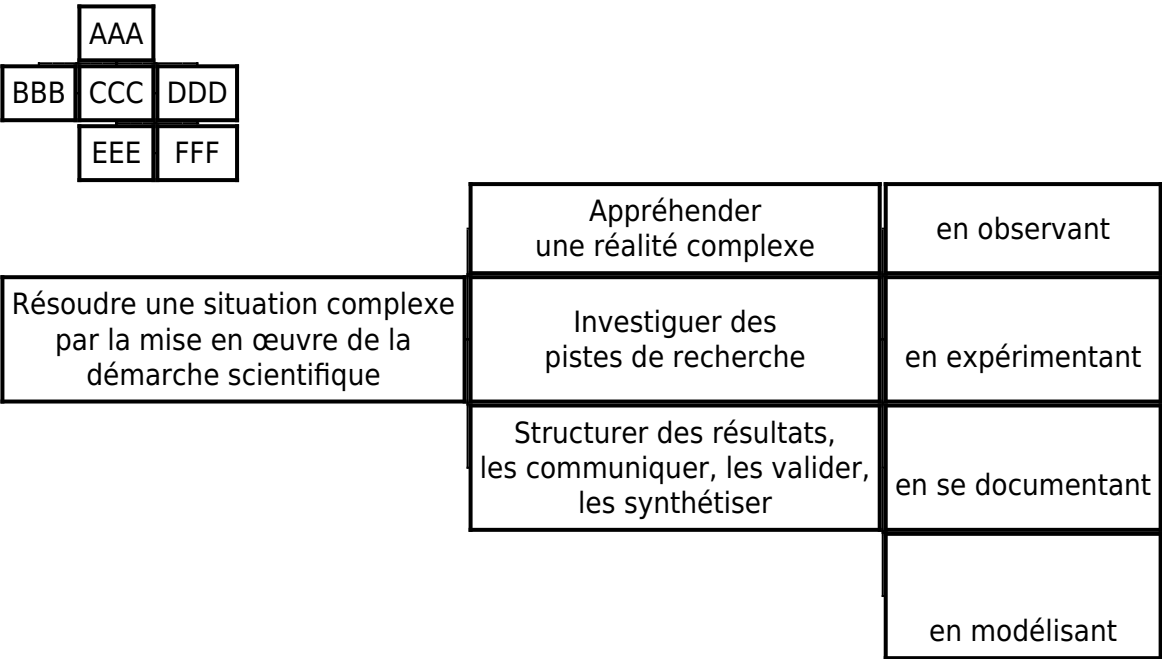 AAA
BBB CCC DDD
EEE FFF
Appréhender
une réalité complexe
en observant
Résoudre une situation complexe
par la mise en œuvre de la
démarche scientifique
Investiguer des
pistes de recherche
en expérimentant
Structurer des résultats,
les communiquer, les valider,
les synthétiser
en se documentant
en modélisant